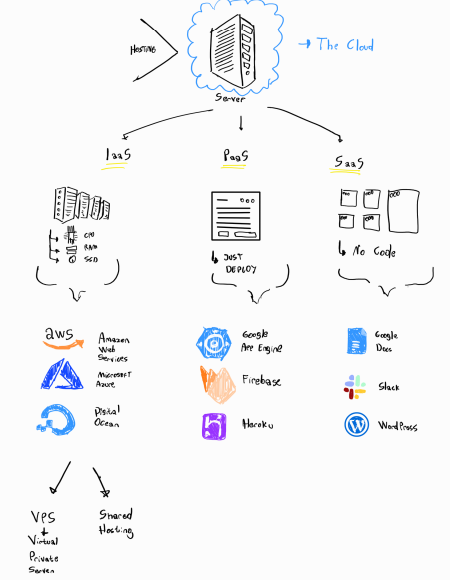 HOSTING
→ The Cloud
Server
IaaS
PaaS
SaaS
CPU
RAM
SSD
JUST
DEPLOY
No Code
aws
Amazon
Web
Services
Microsoft
Azure
Digital
Ocean
Google
App Engine
Firebase
Heroku
Google
Docs
Slack
WordPress
VPS
Virtual
Private
Server
Shared
Hosting